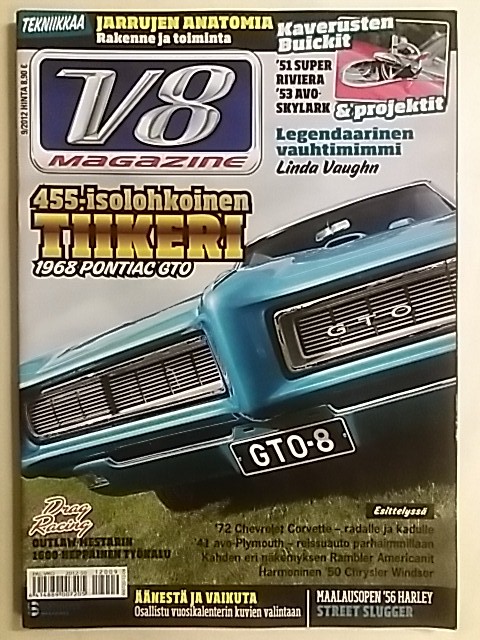 TEKNIIKKAA
JARRUJEN ANATOMIA
Rakenne ja toiminta
Kaverusten
Buickit
'51 SUPER
RIVIERA
'53 AVO-
SKYLARK
& projektit
9/2012 HINTA 8,90 €
V8
MAGAZINE
Legendaarinen
vauhtimimmi
Linda Vaughn
455-isolohkoinen
TIIKERI
1968 PONTIAC GTO
GTO
GTO-8
Drag
Racing
OUTLAW-MESTARIN
1600-HEPPAINEN TYÖKALU
Esittelyssä
'72 Chevrolet Corvette – radalle ja kadulle
'41 avo-Plymouth – reissuauto parhaimmillaan
Kahden eri näkemyksen Rambler Americanit
Harmoninen '50 Chrysler Windsor
ÄÄNESTÄ JA VAIKUTA
Osallistu vuosikalenterin kuvien valintaan
MAALAUSOPEN '56 HARLEY
STREET SLUGGER